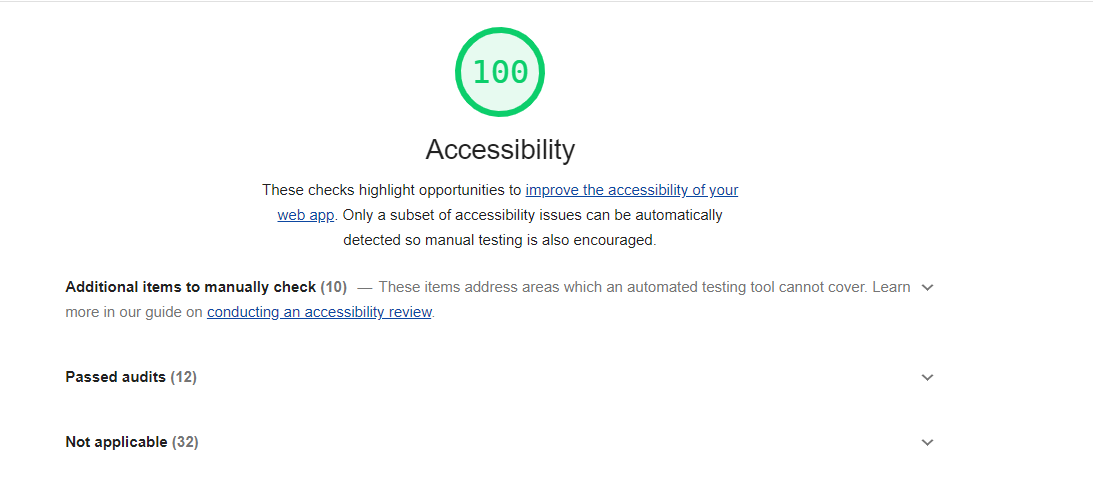 100
Accessibility
These checks highlight opportunities to improve the accessibility of your
web app. Only a subset of accessibility issues can be automatically
detected so manual testing is also encouraged.
Additional items to manually check (10) — These items address areas which an automated testing tool cannot cover. Learn
more in our guide on conducting an accessibility review.
Passed audits (12)
Not applicable (32)